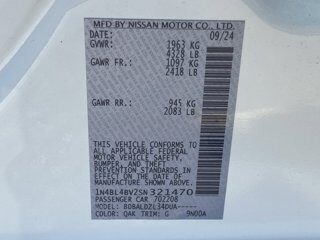 MFD BY NISSAN MOTOR CO., LTD.
DATE: 09/24
GVWR: 1963 KG
4328 LB
GAWR FR.: 1097 KG
2418 LB
GAWR RR: 945 KG
2083 LB
THIS VEHICLE CONFORMS TO
ALL APPLICABLE FEDERAL
MOTOR VEHICLE SAFETY,
BUMPER, AND THEFT
PREVENTION STANDARDS
IN EFFECT ON THE DATE OF
MANUFACTURE SHOWN ABOVE.
1N4BL4BV2SN321470
PASSENGER CAR 702208
MODEL: BDBALDZL34DUA-----
COLOR: QAK TRIM: G 9N00A